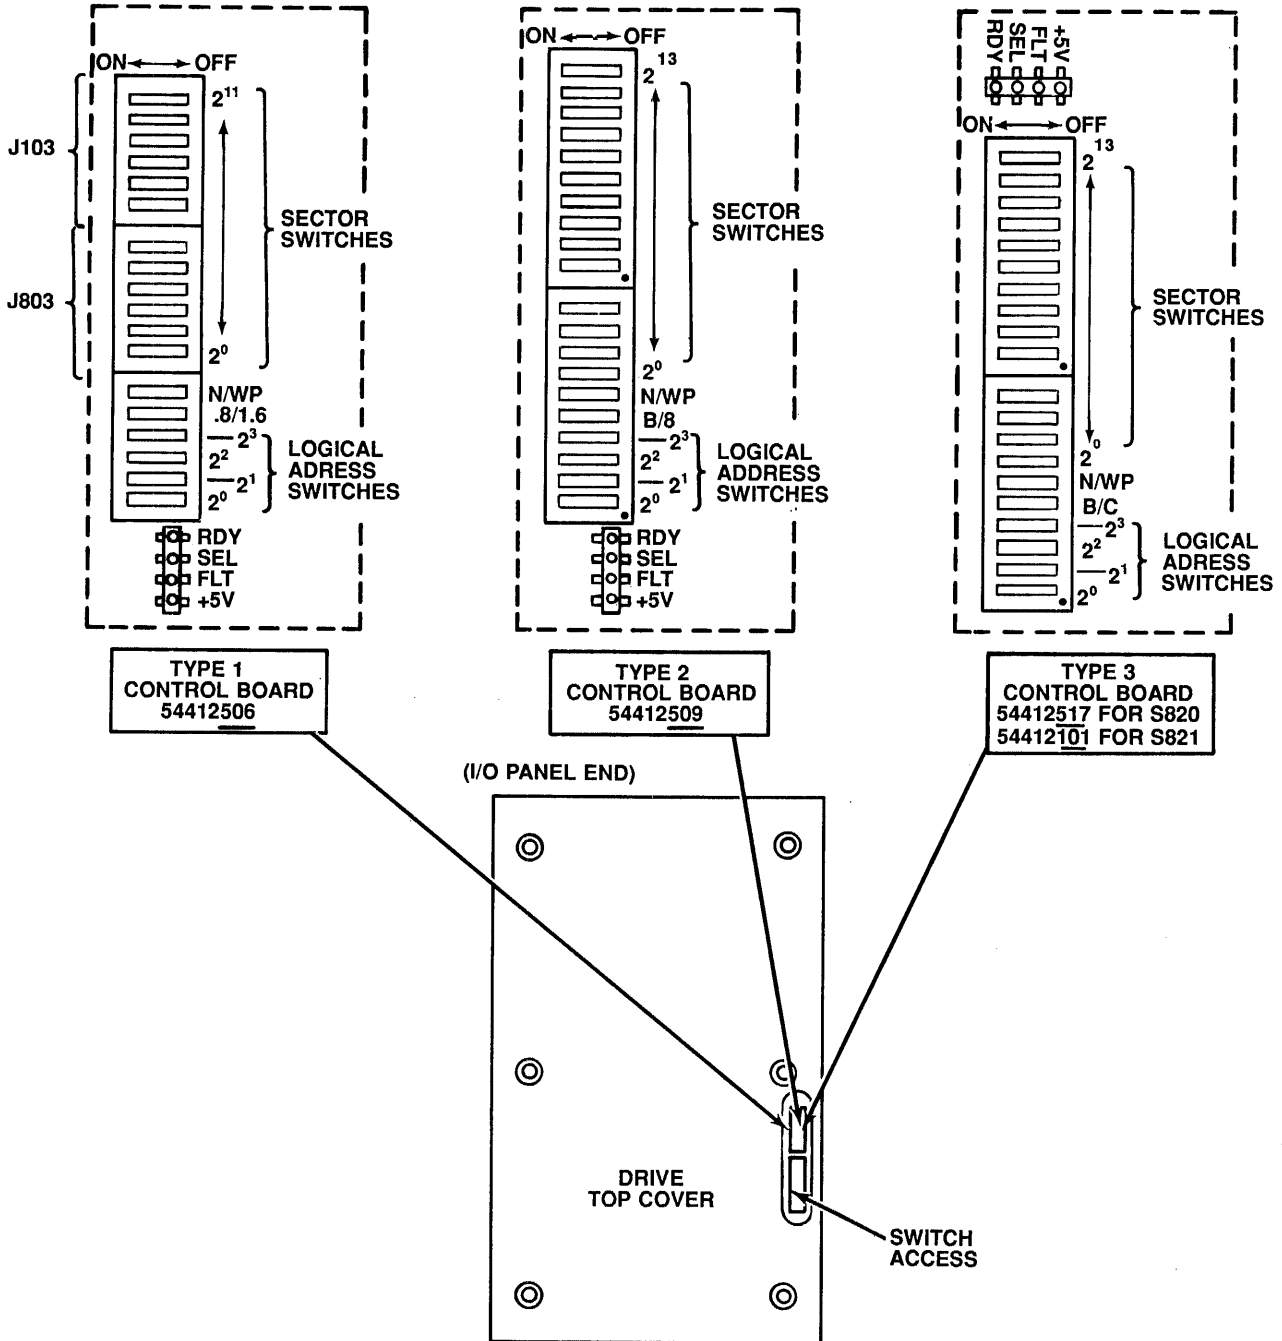 ON OFF
2¹¹
J103
SECTOR
SWITCHES
J803
2⁰
N/WP
.8/1.6
2³
2²
2¹
2⁰
LOGICAL
ADRESS
SWITCHES
RDY
SEL
FLT
+5V
TYPE 1
CONTROL BOARD
54412506
ON OFF
2¹³
SECTOR
SWITCHES
2⁰
N/WP
B/8
2³
2²
2¹
2⁰
LOGICAL
ADDRESS
SWITCHES
RDY
SEL
FLT
+5V
TYPE 2
CONTROL BOARD
54412509
RDY
SEL
FLT
+5V
ON OFF
2¹³
SECTOR
SWITCHES
2⁰
N/WP
B/C
2³
2²
2¹
2⁰
LOGICAL
ADRESS
SWITCHES
TYPE 3
CONTROL BOARD
54412517 FOR S820
54412101 FOR S821
(I/O PANEL END)
DRIVE
TOP COVER
SWITCH
ACCESS